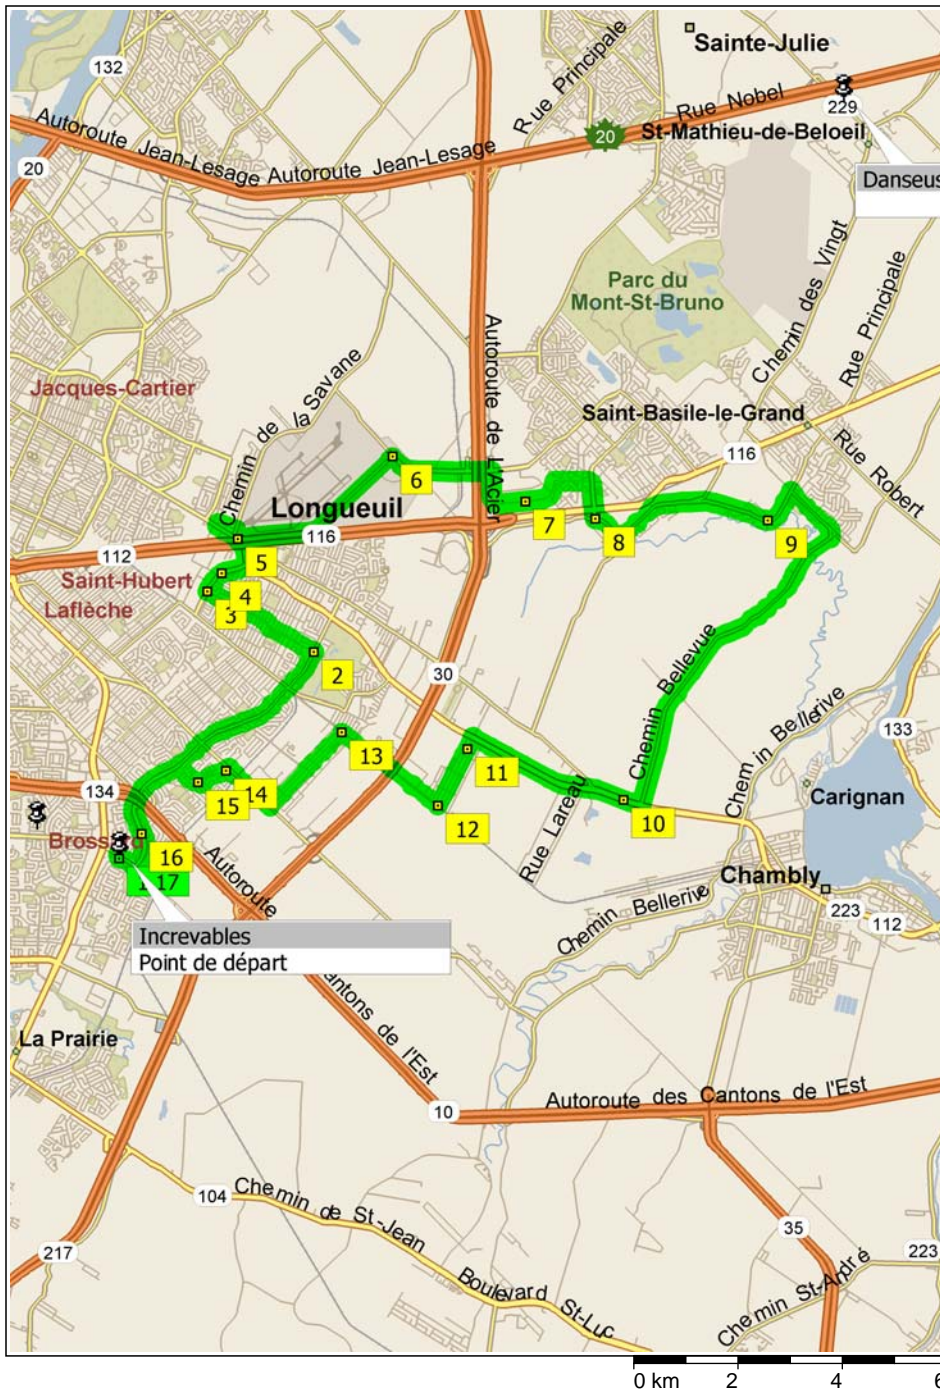 Sainte-Julie
132
Rue Principale
Rue Nobel
229
20
St-Mathieu-de-Beloeil
Autoroute Jean-Lesage
Autoroute Jean-Lesage
20
Danseus
Chemin des Vingt
Rue Principale
Parc du
Mont-St-Bruno
Autoroute de L'Acier
Chemin de la Savane
Jacques-Cartier
Saint-Basile-le-Grand
116
Rue Robert
6
Longueuil
7
8
9
116
112
5
Saint-Hubert
4
Laflèche
3
2
30
Chemin Bellevue
Chemin Bellerive
133
13
11
15
14
134
12
10
Rue Lareau
Carignan
Brossard
16
17
Autoroute
Chambly
223
112
Chemin Bellerive
Increvables
Point de départ
antons de l'Est
La Prairie
10
Autoroute des Cantons de l'Est
104
Chemin de St-Jean
35
217
223
Boulevard St-Luc
Chemin St-André
0 km 2 4 6